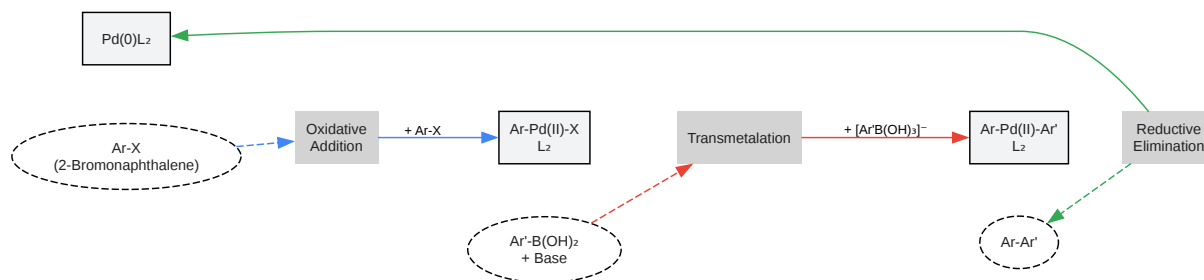 Pd(0)L₂
Ar-X
(2-Bromonaphthalene)
Oxidative
Addition
+ Ar-X
Ar-Pd(II)-X
L₂
Ar'-B(OH)₂
+ Base
Transmetalation
+ [Ar'B(OH)₃]⁻
Ar-Pd(II)-Ar'
L₂
Reductive
Elimination
Ar-Ar'